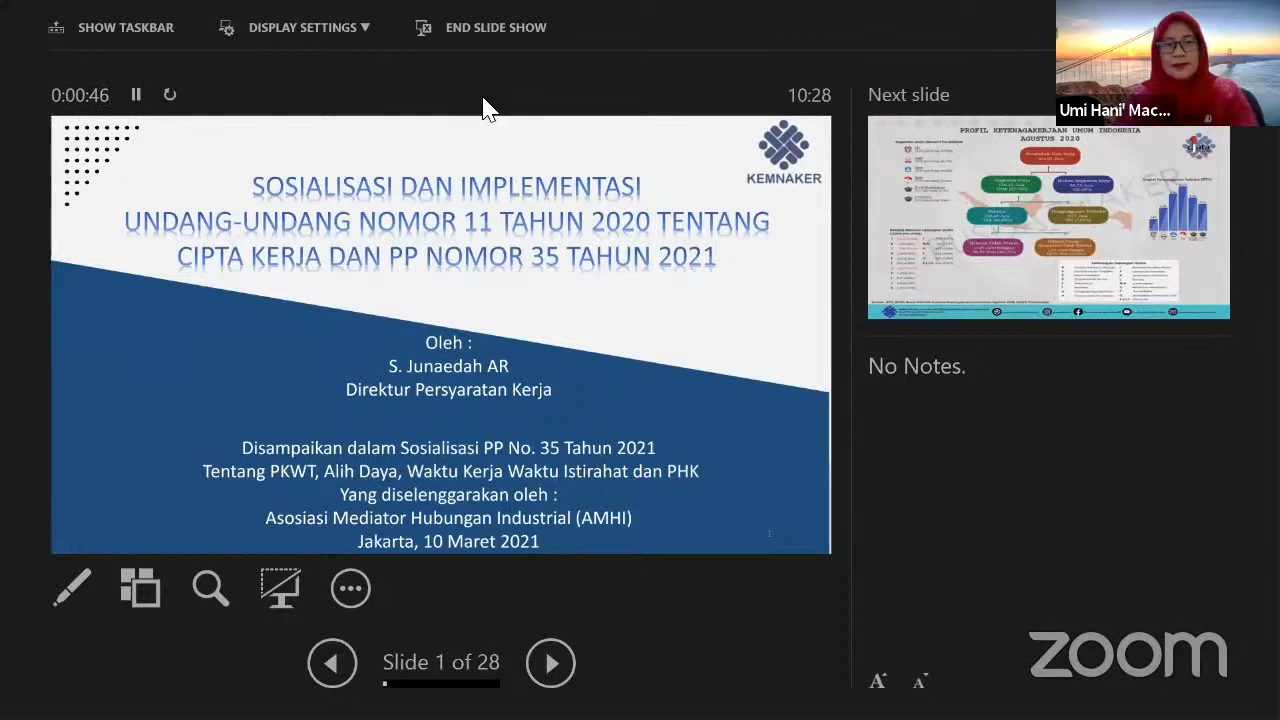 SHOW TASKBAR
DISPLAY SETTINGS ▼
END SLIDE SHOW
0:00:46
10:28
Next slide
Umi Hani' Mac...
KEMNAKER
SOSIALISASI DAN IMPLEMENTASI
UNDANG-UNDANG NOMOR 11 TAHUN 2020 TENTANG
CIPTA KERJA DAN PP NOMOR 35 TAHUN 2021
Oleh :
S. Junaedah AR
Direktur Persyaratan Kerja
Disampaikan dalam Sosialisasi PP No. 35 Tahun 2021
Tentang PKWT, Alih Daya, Waktu Kerja Waktu Istirahat dan PHK
Yang diselenggarakan oleh :
Asosiasi Mediator Hubungan Industrial (AMHI)
Jakarta, 10 Maret 2021
PROFIL KETENAGAKERJAAN UMUM INDONESIA
AGUSTUS 2020
No Notes.
Slide 1 of 28
A A
zoom